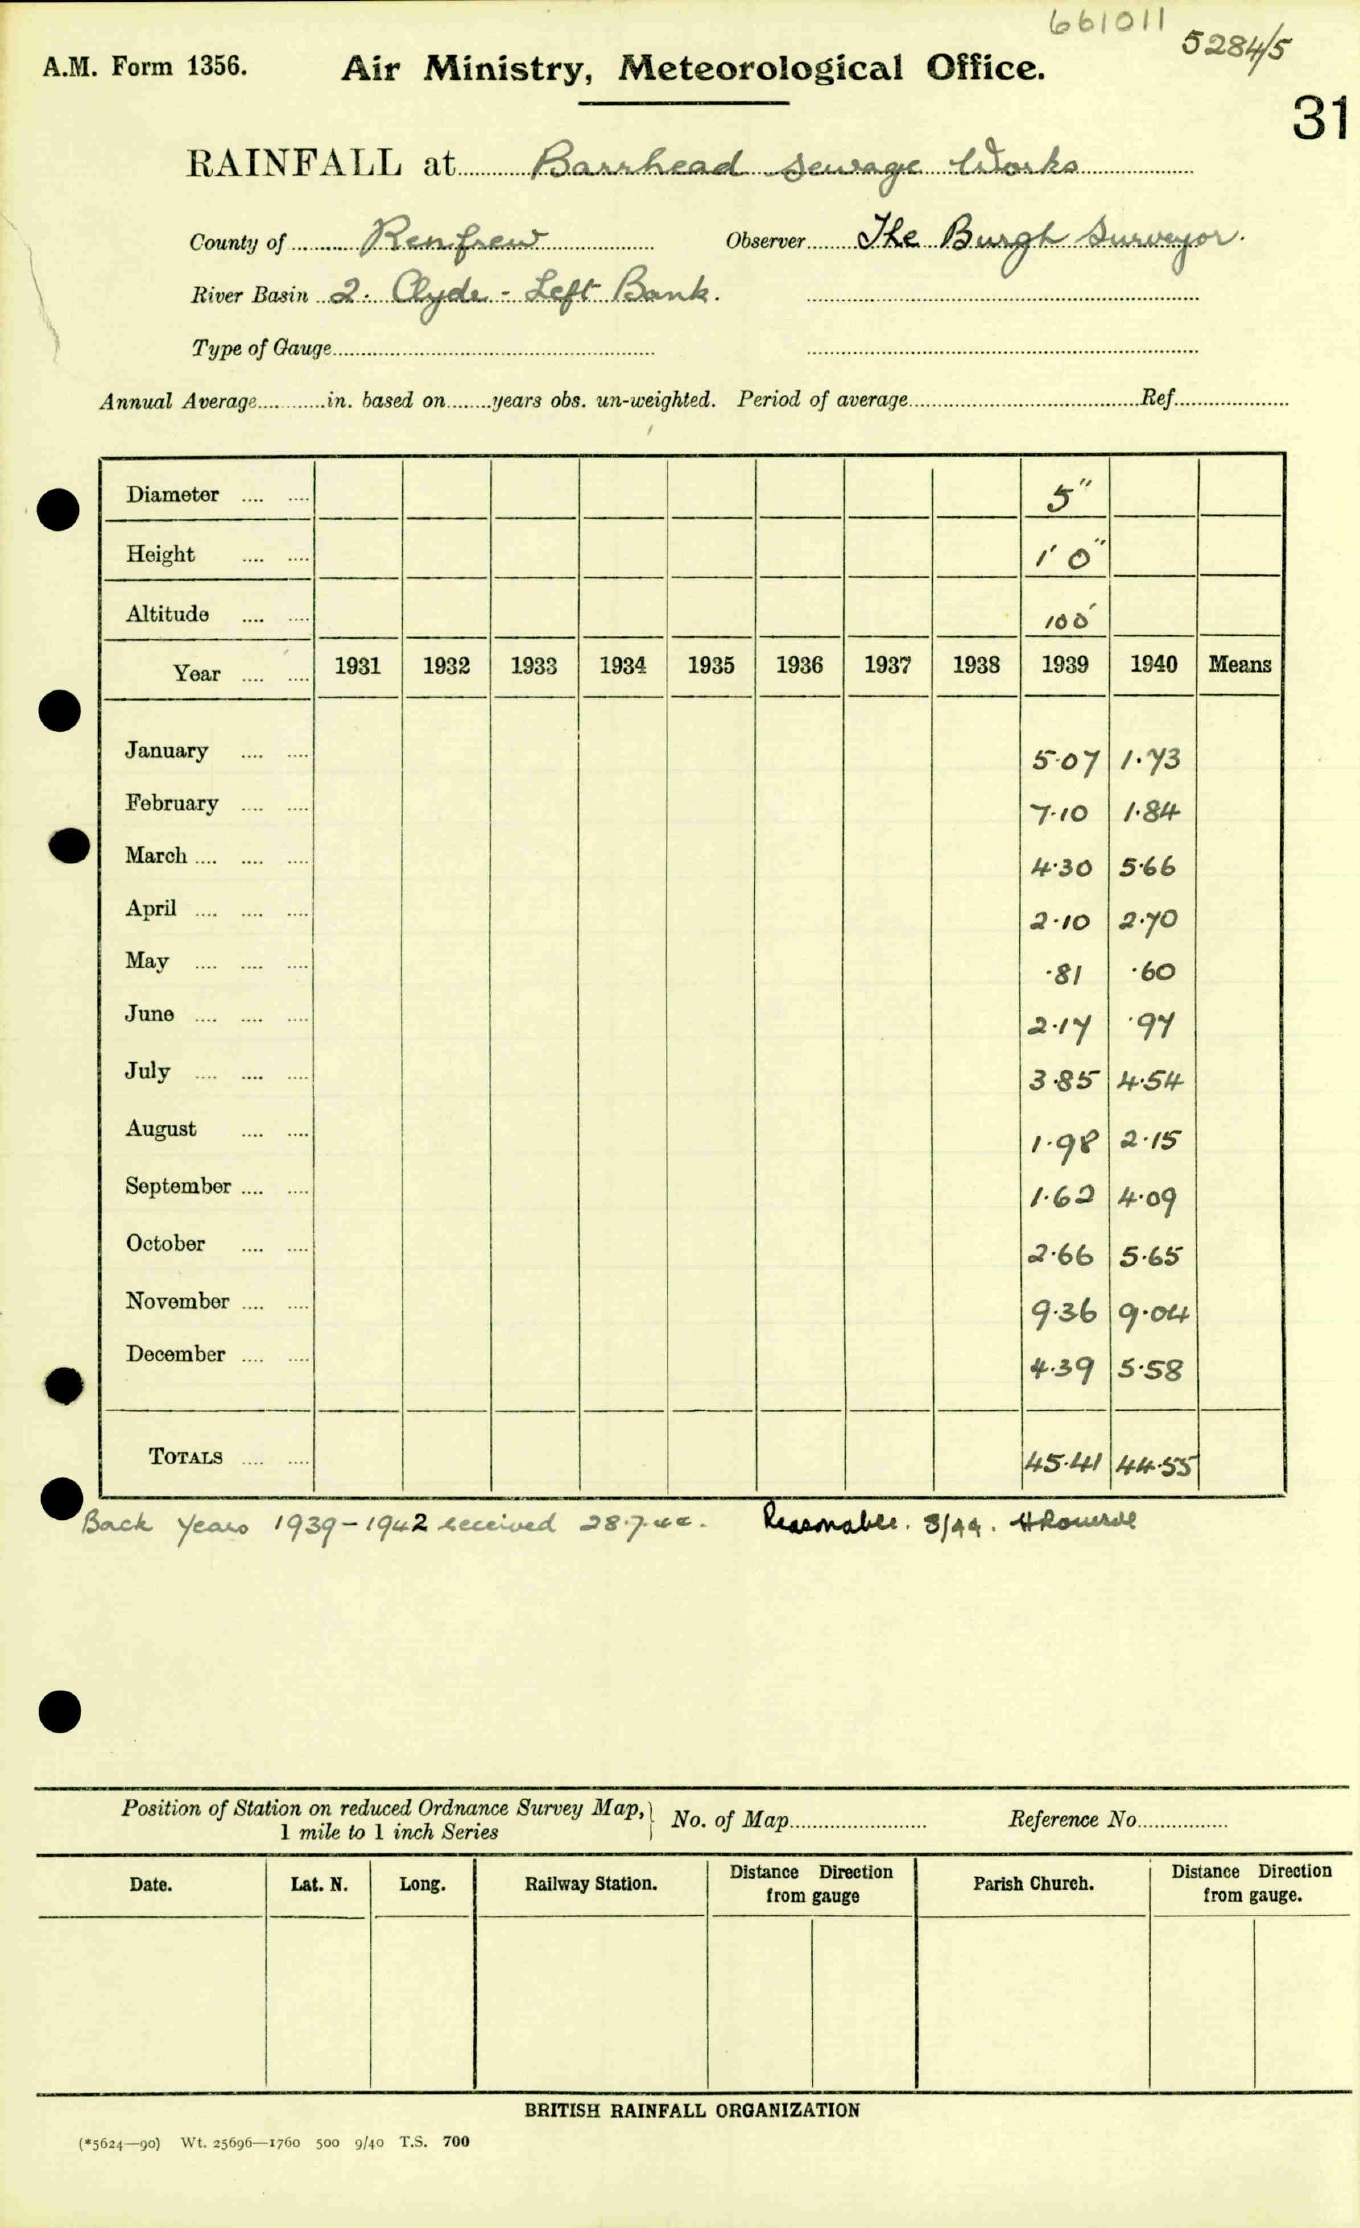 661011
5284/5
A.M. Form 1356. Air Ministry, Meteorological Office.
31
RAINFALL at Barrhead Sewage Works
County of Renfrew Observer The Burgh Surveyor.
River Basin 2. Clyde - Left Bank.
Type of Gauge
Annual Average in. based on years obs. un-weighted. Period of average Ref
Diameter 5"
Height 1' 0"
Altitude 100'
Year 1931 1932 1933 1934 1935 1936 1937 1938 1939 1940 Means
January 5.07 1.73
February 7.10 1.84
March 4.30 5.66
April 2.10 2.70
May .81 .60
June 2.17 .97
July 3.85 4.54
August 1.98 2.15
September 1.62 4.09
October 2.66 5.65
November 9.36 9.04
December 4.39 5.58
TOTALS 45.41 44.55
Back Years 1939-1942 received 28.7.44. Reasonable. 8/44.
Position of Station on reduced Ordnance Survey Map, No. of Map Reference No.
1 mile to 1 inch Series
Date. Lat. N. Long. Railway Station. Distance Direction from gauge Parish Church. Distance Direction from gauge.
BRITISH RAINFALL ORGANIZATION
(*5624—90) Wt. 25696—1760 500 9/40 T.S. 700